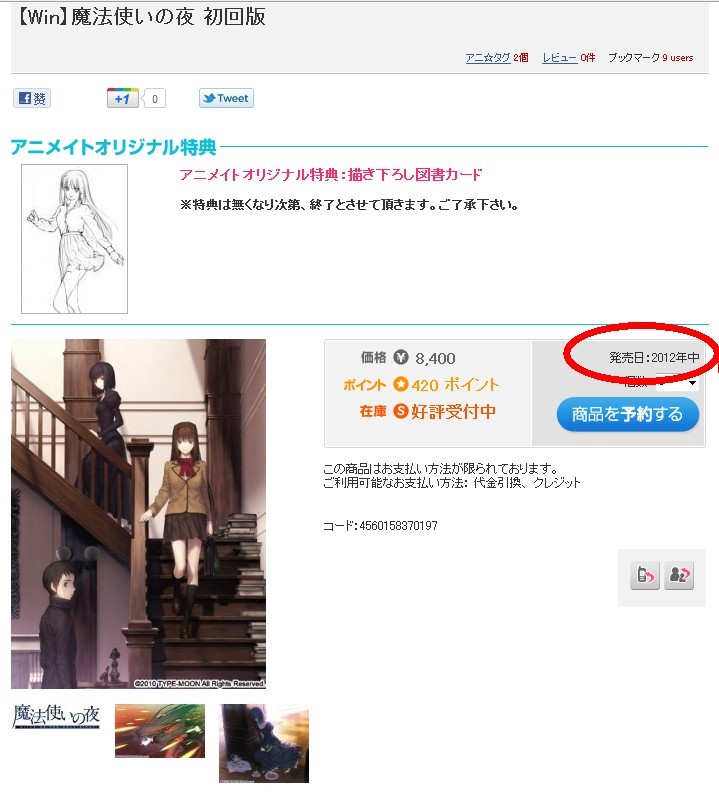 【Win】魔法使いの夜 初回版
アニ☆タグ 2個 レビュー 0件 ブックマーク 9 users
赞
+1 0
Tweet
アニメイトオリジナル特典
アニメイトオリジナル特典：描き下ろし図書カード
※特典は無くなり次第、終了とさせて頂きます。ご了承下さい。
価格 ¥ 8,400
発売日：2012年中
ポイント 420 ポイント
個数
在庫 S 好評受付中
商品を予約する
この商品はお支払い方法が限られております。
ご利用可能なお支払い方法： 代金引換、クレジット
コード：4560158370197
©2010 TYPE-MOON All Rights Reserved.
魔法使いの夜